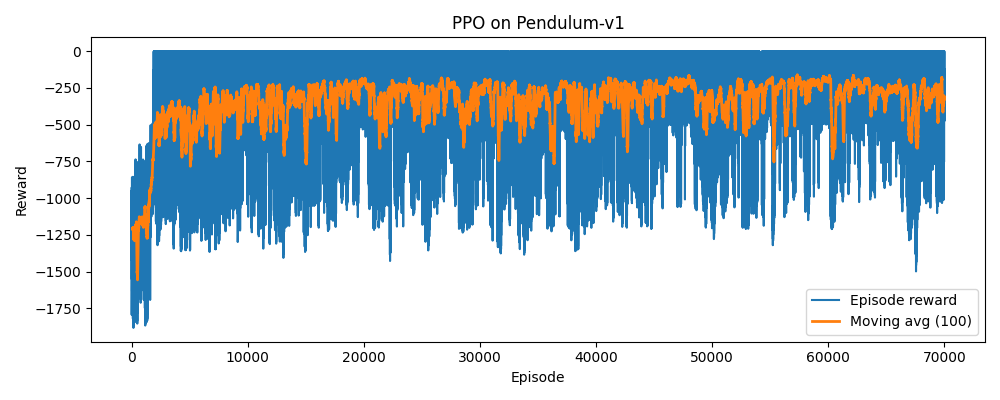 PPO on Pendulum-v1
Reward
0
−250
−500
−750
−1000
−1250
−1500
−1750
0 10000 20000 30000 40000 50000 60000 70000
Episode
Episode reward
Moving avg (100)